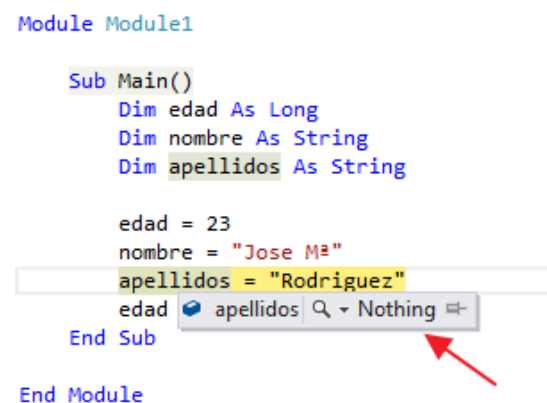 Module Module1
Sub Main()
Dim edad As Long
Dim nombre As String
Dim apellidos As String
edad = 23
nombre = "Jose Mª"
apellidos = "Rodriguez"
edad
apellidos Nothing
End Sub
End Module